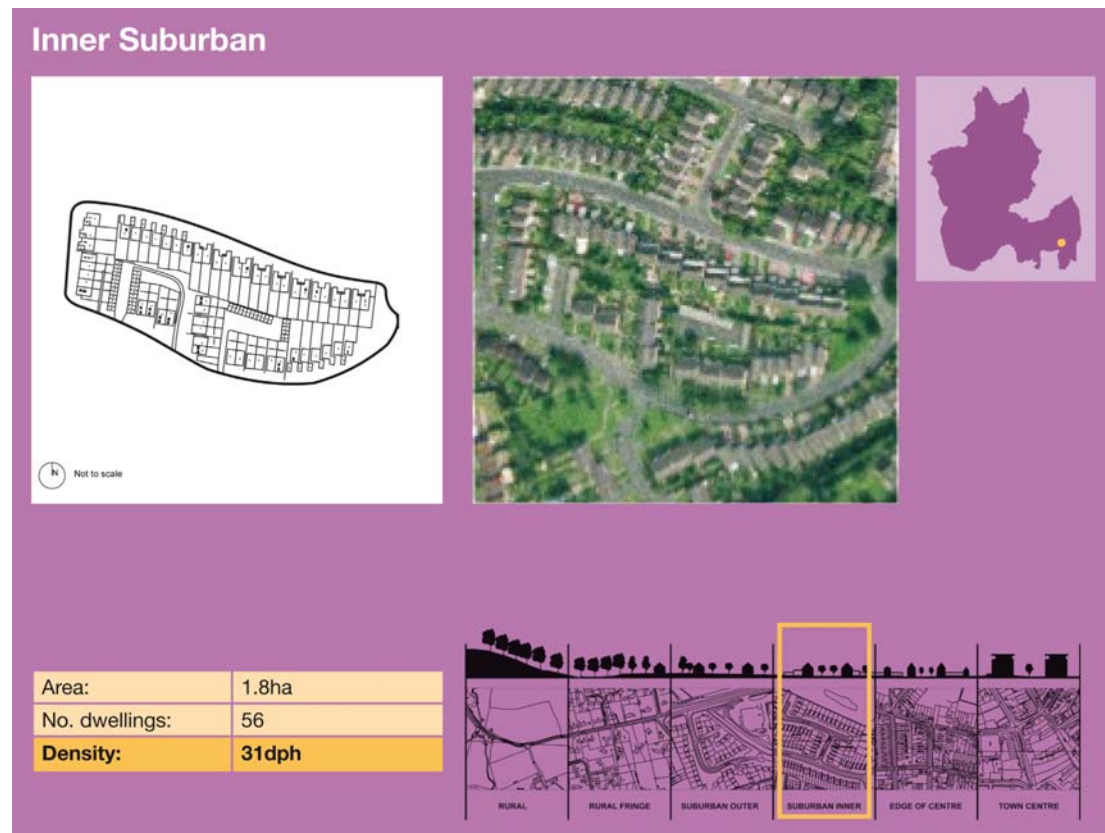 Inner Suburban
N
Not to scale
Area: 1.8ha
No. dwellings: 56
Density: 31dph
RURAL
RURAL FRINGE
SUBURBAN OUTER
SUBURBAN INNER
EDGE OF CENTRE
TOWN CENTRE